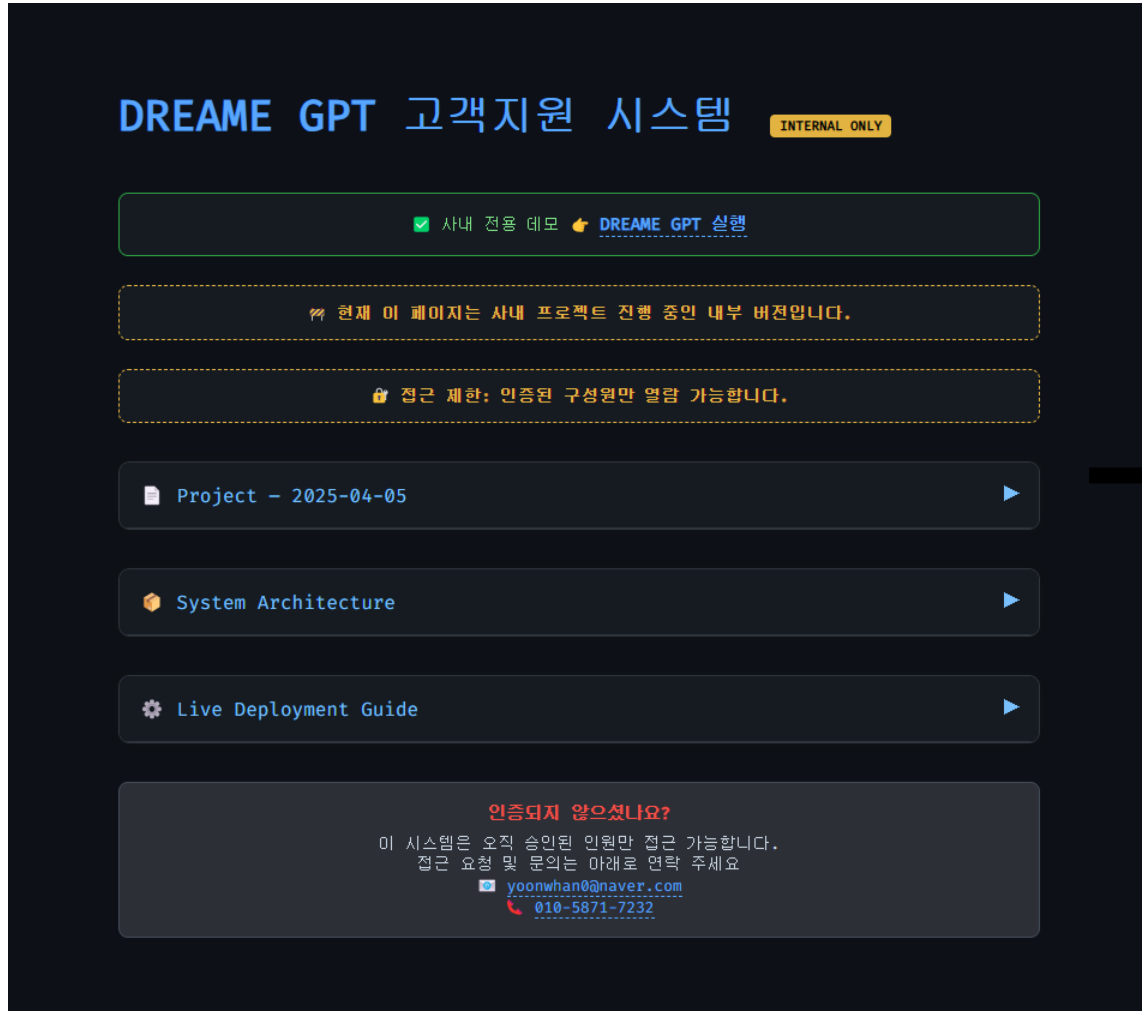 DREAME GPT 고객지원 시스템 INTERNAL ONLY
✅ 사내 전용 데모 👉 DREAME GPT 실행
🚧 현재 이 페이지는 사내 프로젝트 진행 중인 내부 버전입니다.
🔐 접근 제한: 인증된 구성원만 열람 가능합니다.
📄 Project — 2025-04-05
📦 System Architecture
⚙️ Live Deployment Guide
인증되지 않으셨나요?
이 시스템은 오직 승인된 인원만 접근 가능합니다.
접근 요청 및 문의는 아래로 연락 주세요
📧 yoonwhan0@naver.com
📞 010-5871-7232